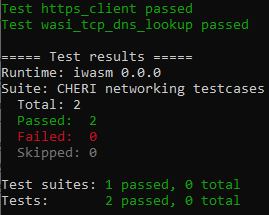 Test https_client passed
Test wasi_tcp_dns_lookup passed

===== Test results =====
Runtime: iwasm 0.0.0
Suite: CHERI networking testcases
  Total: 2
  Passed:  2
  Failed:  0
  Skipped: 0

Test suites: 1 passed, 0 total
Tests:       2 passed, 0 total